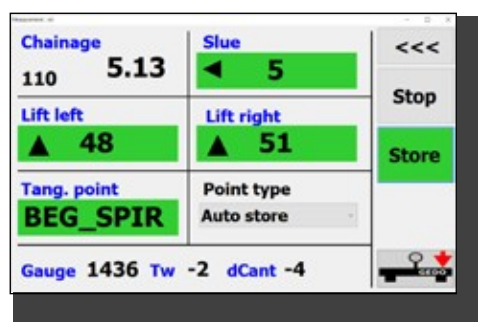 Chainage
110 5.13
Slue
◄ 5
<<<
Stop
Lift left
▲ 48
Lift right
▲ 51
Store
Tang. point
BEG_SPIR
Point type
Auto store
Gauge 1436 Tw -2 dCant -4
GEDO